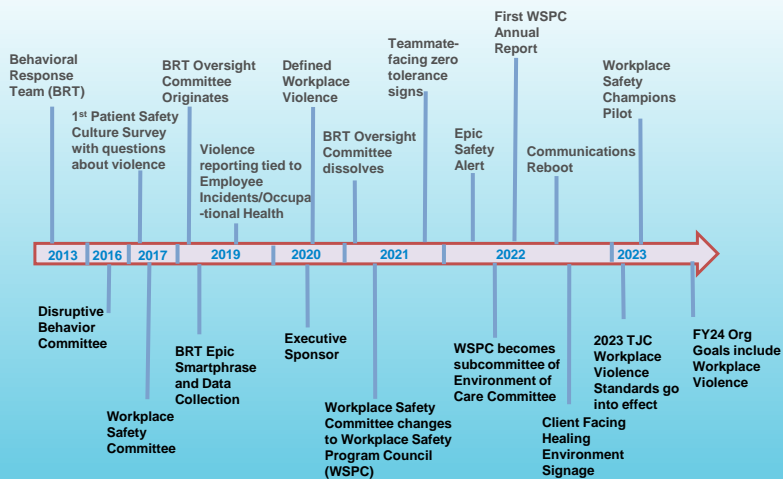 Behavioral
Response
Team (BRT)
1st Patient Safety
Culture Survey
with questions
about violence
BRT Oversight
Committee
Originates
Violence
reporting tied to
Employee
Incidents/Occupa
-tional Health
Defined
Workplace
Violence
BRT Oversight
Committee
dissolves
Teammate-
facing zero
tolerance
signs
Epic
Safety
Alert
First WSPC
Annual
Report
Communications
Reboot
Workplace
Safety
Champions
Pilot
2013 2016 2017 2019 2020 2021 2022 2023
Disruptive
Behavior
Committee
Workplace
Safety
Committee
BRT Epic
Smartphrase
and Data
Collection
Executive
Sponsor
Workplace Safety
Committee changes
to Workplace Safety
Program Council
(WSPC)
WSPC becomes
subcommittee of
Environment of
Care Committee
Client Facing
Healing
Environment
Signage
2023 TJC
Workplace
Violence
Standards go
into effect
FY24 Org
Goals include
Workplace
Violence